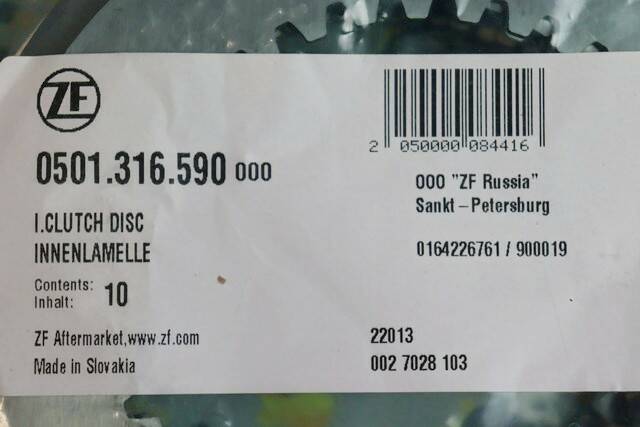 ZF
0501.316.590 000
I.CLUTCH DISC
INNENLAMELLE
Contents:
Inhalt: 10
ZF Aftermarket,www.zf.com
Made in Slovakia
2 050000 084416
OOO "ZF Russia"
Sankt-Petersburg
0164226761 / 900019
22013
002 7028 103